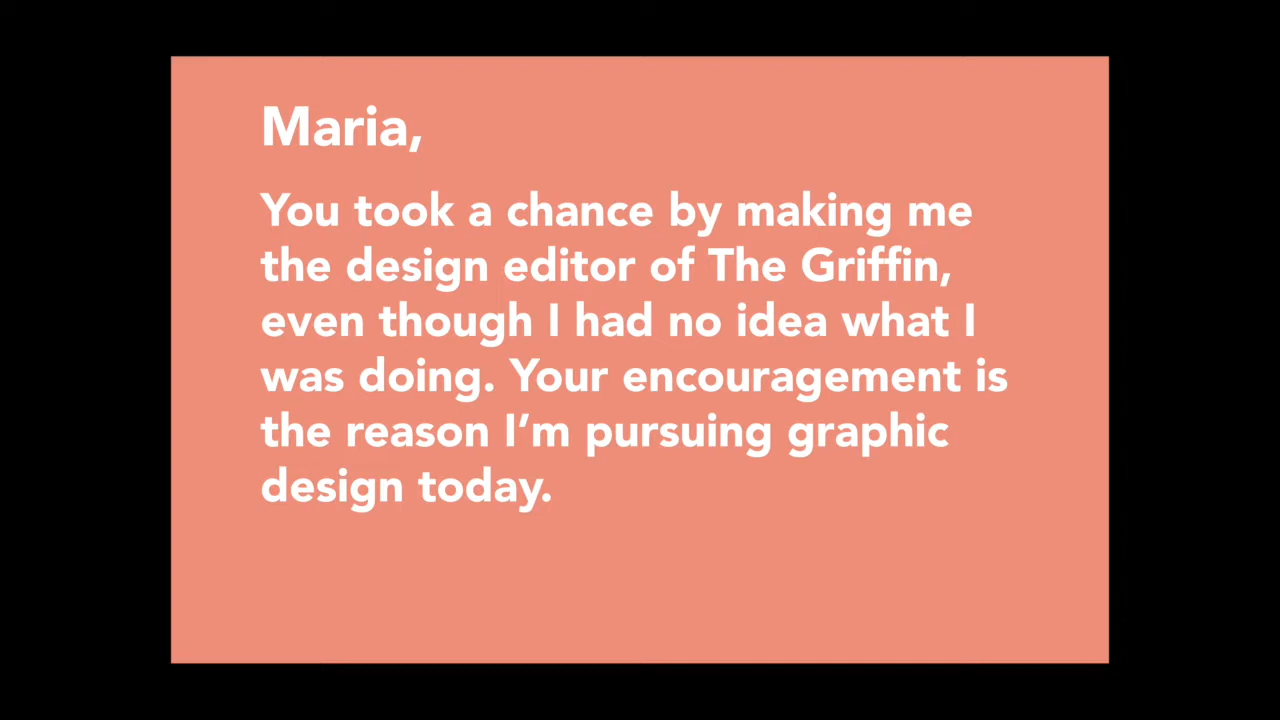 Maria,
You took a chance by making me
the design editor of The Griffin,
even though I had no idea what I
was doing. Your encouragement is
the reason I’m pursuing graphic
design today.